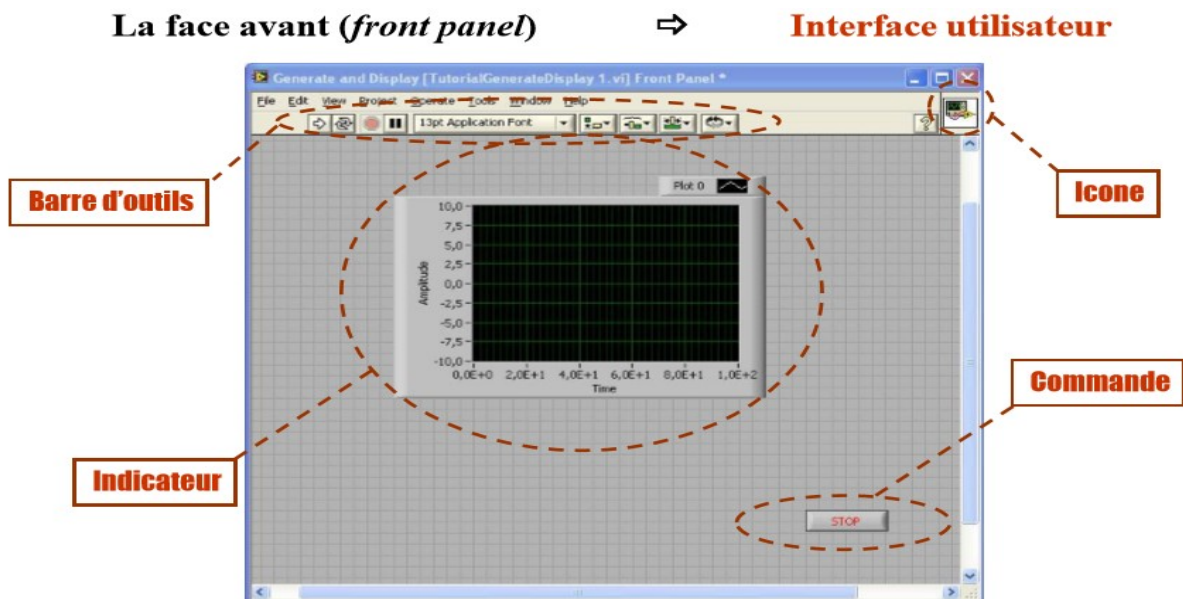 La face avant (front panel) ⇨ Interface utilisateur
Generate and Display [TutorialGenerateDisplay 1.vi] Front Panel *
File Edit View Project Operate Tools Window Help
13pt Application Font
Barre d'outils
Icone
Plot 0
10,0
7,5
5,0
2,5
0,0
-2,5
-5,0
-7,5
-10,0
Amplitude
0,0E+0 2,0E+1 4,0E+1 6,0E+1 8,0E+1 1,0E+2
Time
Commande
Indicateur
STOP